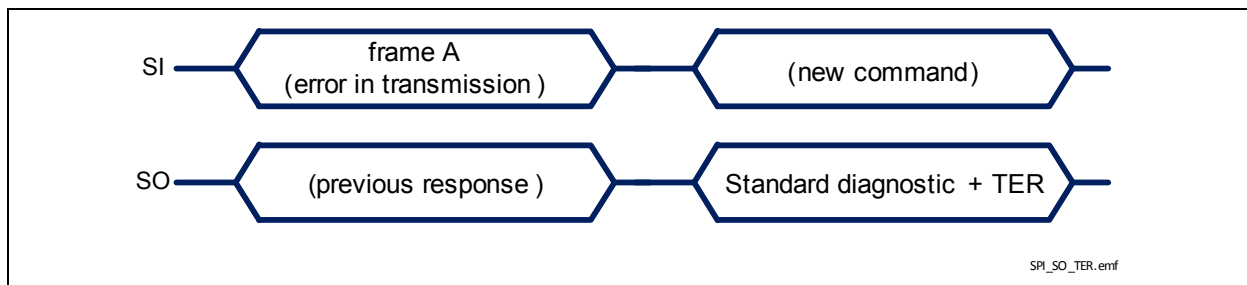 SI
frame A
(error in transmission )
(new command)
SO
(previous response )
Standard diagnostic + TER
SPI_SO_TER.emf